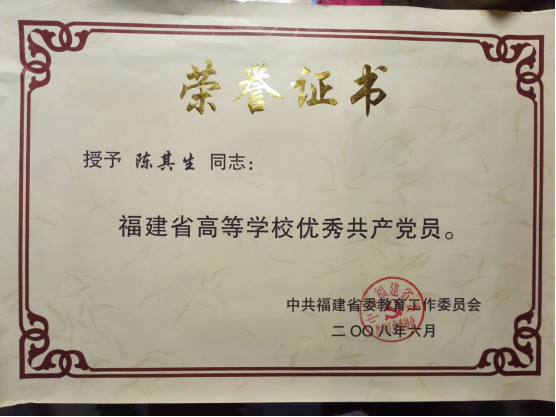 荣誉证书
授予 陈其生 同志：
福建省高等学校优秀共产党员。
中共福建省委教育工作委员会
二〇〇八年六月